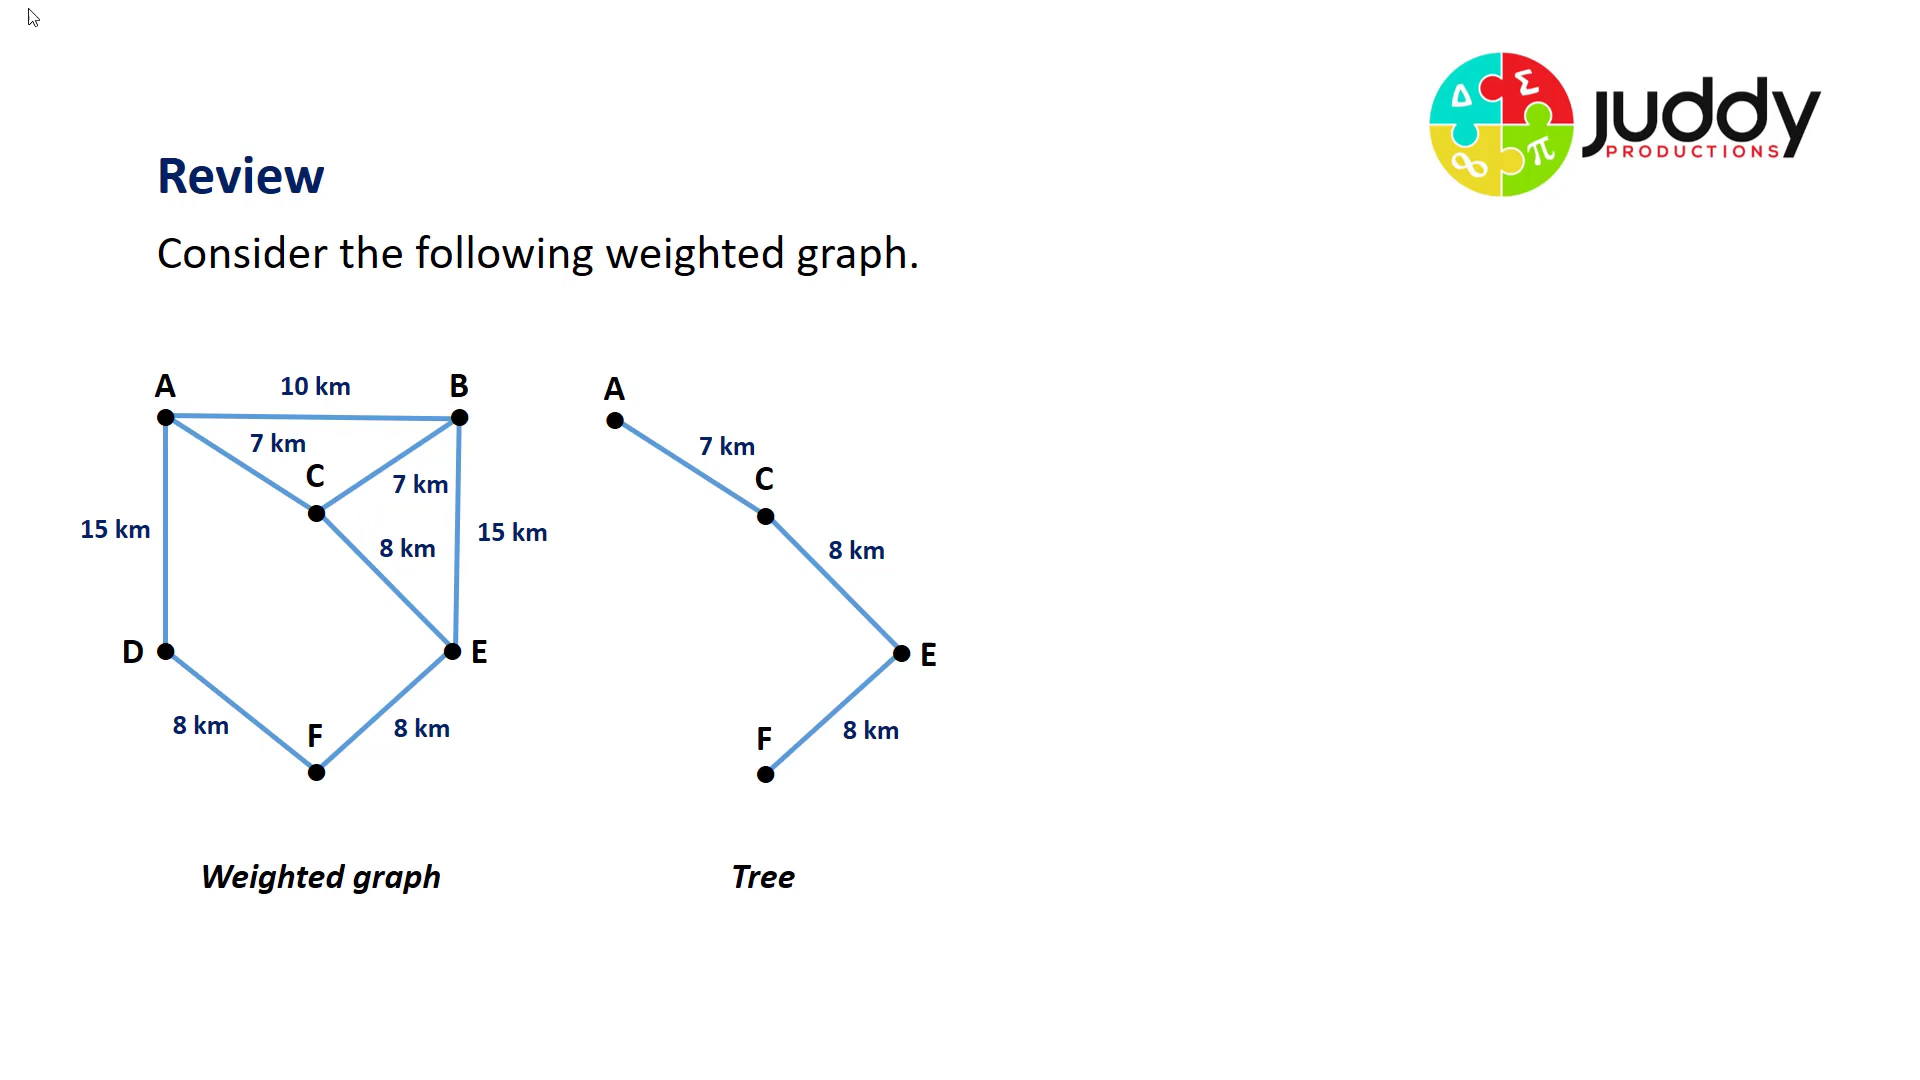 Δ Σ
∞ π
juddy
PRODUCTIONS
Review
Consider the following weighted graph.
A 10 km B
7 km
C
7 km
15 km
8 km
15 km
D
E
8 km
F
8 km
Weighted graph
A
7 km
C
8 km
E
F
8 km
Tree